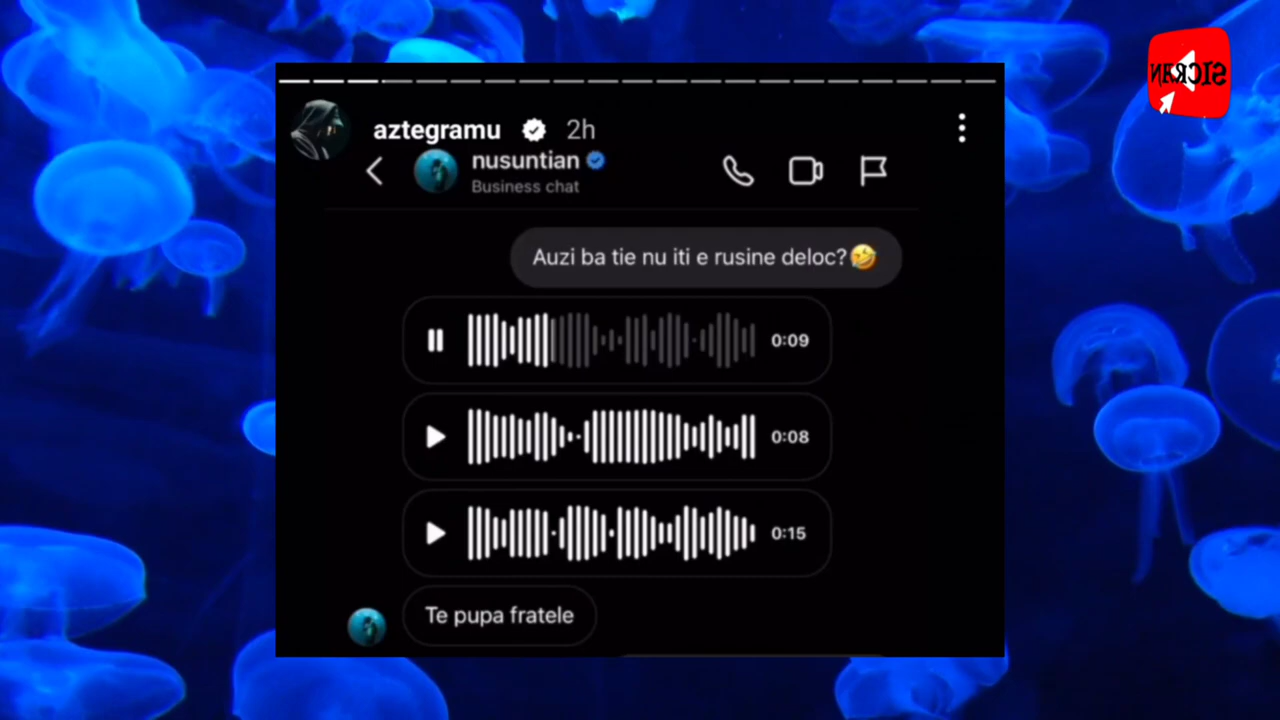 aztegramu 2h
nusuntian
Business chat
Auzi ba tie nu iti e rusine deloc?🤣
0:09
0:08
0:15
Te pupa fratele